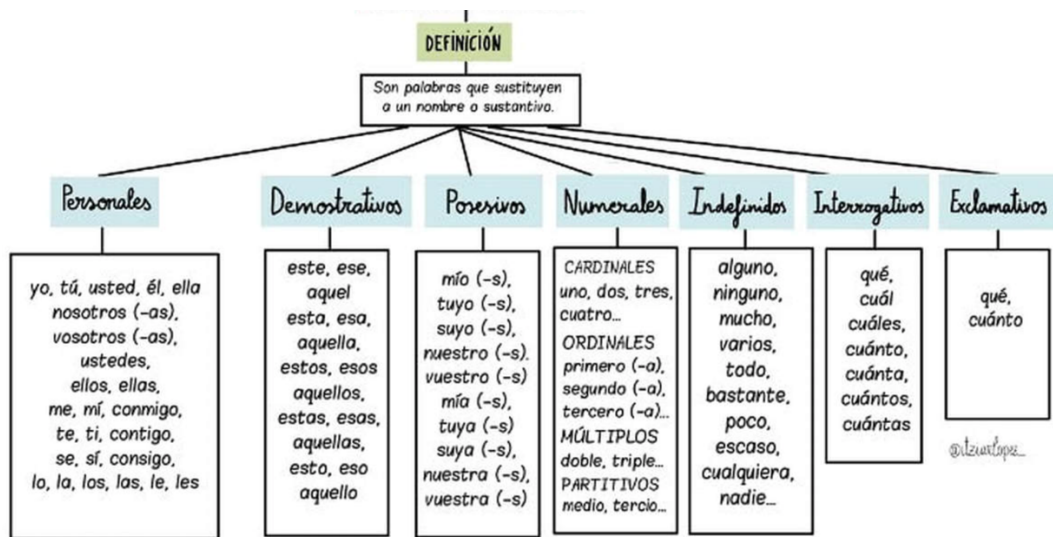 DEFINICIÓN
Son palabras que sustituyen
a un nombre o sustantivo.
Personales
yo, tú, usted, él, ella
nosotros (-as),
vosotros (-as),
ustedes,
ellos, ellas,
me, mí, conmigo,
te, ti, contigo,
se, sí, consigo,
lo, la, los, las, le, les
Demostrativos
este, ese,
aquel
esta, esa,
aquella,
estos, esos
aquellos,
estas, esas,
aquellas,
esto, eso
aquello
Posesivos
mío (-s),
tuyo (-s),
suyo (-s),
nuestro (-s).
vuestro (-s)
mía (-s),
tuya (-s)
suya (-s),
nuestra (-s),
vuestra (-s)
Numerales
CARDINALES
uno, dos, tres,
cuatro...
ORDINALES
primero (-a),
segundo (-a),
tercero (-a)...
MÚLTIPLOS
doble, triple...
PARTITIVOS
medio, tercio...
Indefinidos
alguno,
ninguno,
mucho,
varios,
todo,
bastante,
poco,
escaso,
cualquiera,
nadie...
Interrogativos
qué,
cuál
cuáles,
cuánto,
cuánta,
cuántos,
cuántas
Exclamativos
qué,
cuánto
@itziarlopez_